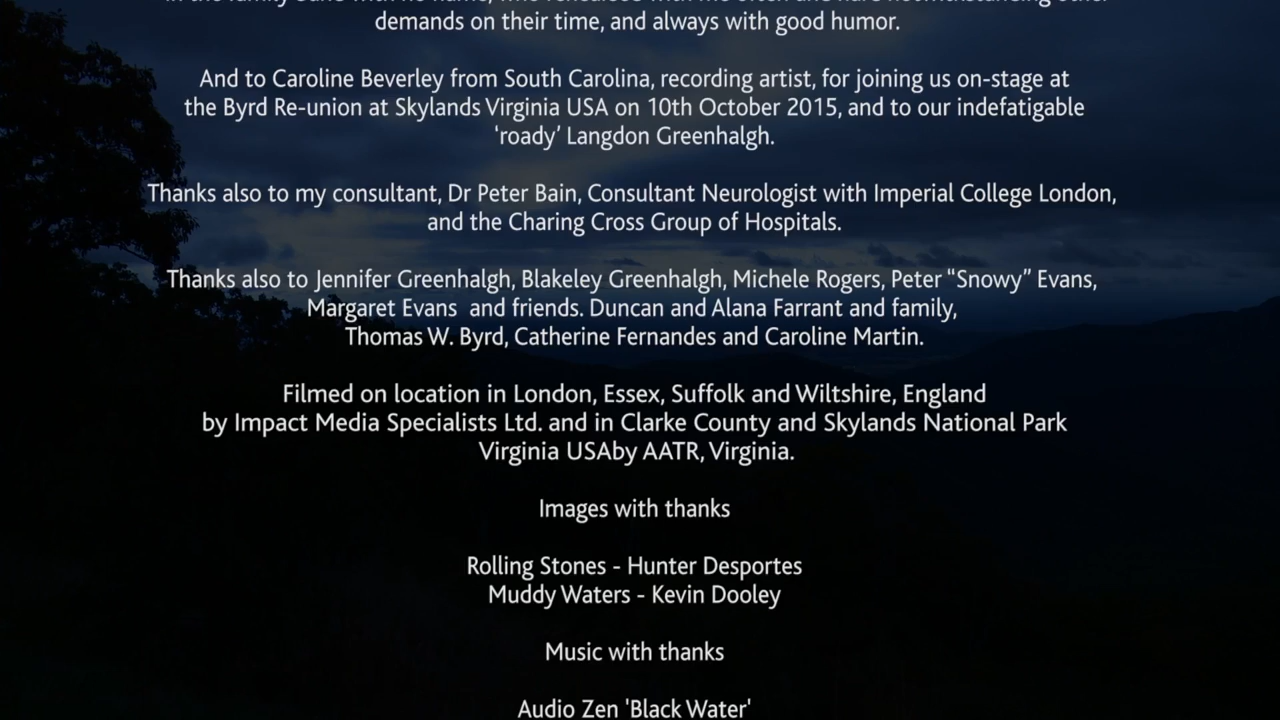 demands on their time, and always with good humor.
And to Caroline Beverley from South Carolina, recording artist, for joining us on-stage at
the Byrd Re-union at Skylands Virginia USA on 10th October 2015, and to our indefatigable
‘roady’ Langdon Greenhalgh.
Thanks also to my consultant, Dr Peter Bain, Consultant Neurologist with Imperial College London,
and the Charing Cross Group of Hospitals.
Thanks also to Jennifer Greenhalgh, Blakeley Greenhalgh, Michele Rogers, Peter “Snowy” Evans,
Margaret Evans  and friends. Duncan and Alana Farrant and family,
Thomas W. Byrd, Catherine Fernandes and Caroline Martin.
Filmed on location in London, Essex, Suffolk and Wiltshire, England
by Impact Media Specialists Ltd. and in Clarke County and Skylands National Park
Virginia USAby AATR, Virginia.
Images with thanks
Rolling Stones - Hunter Desportes
Muddy Waters - Kevin Dooley
Music with thanks
Audio Zen 'Black Water'